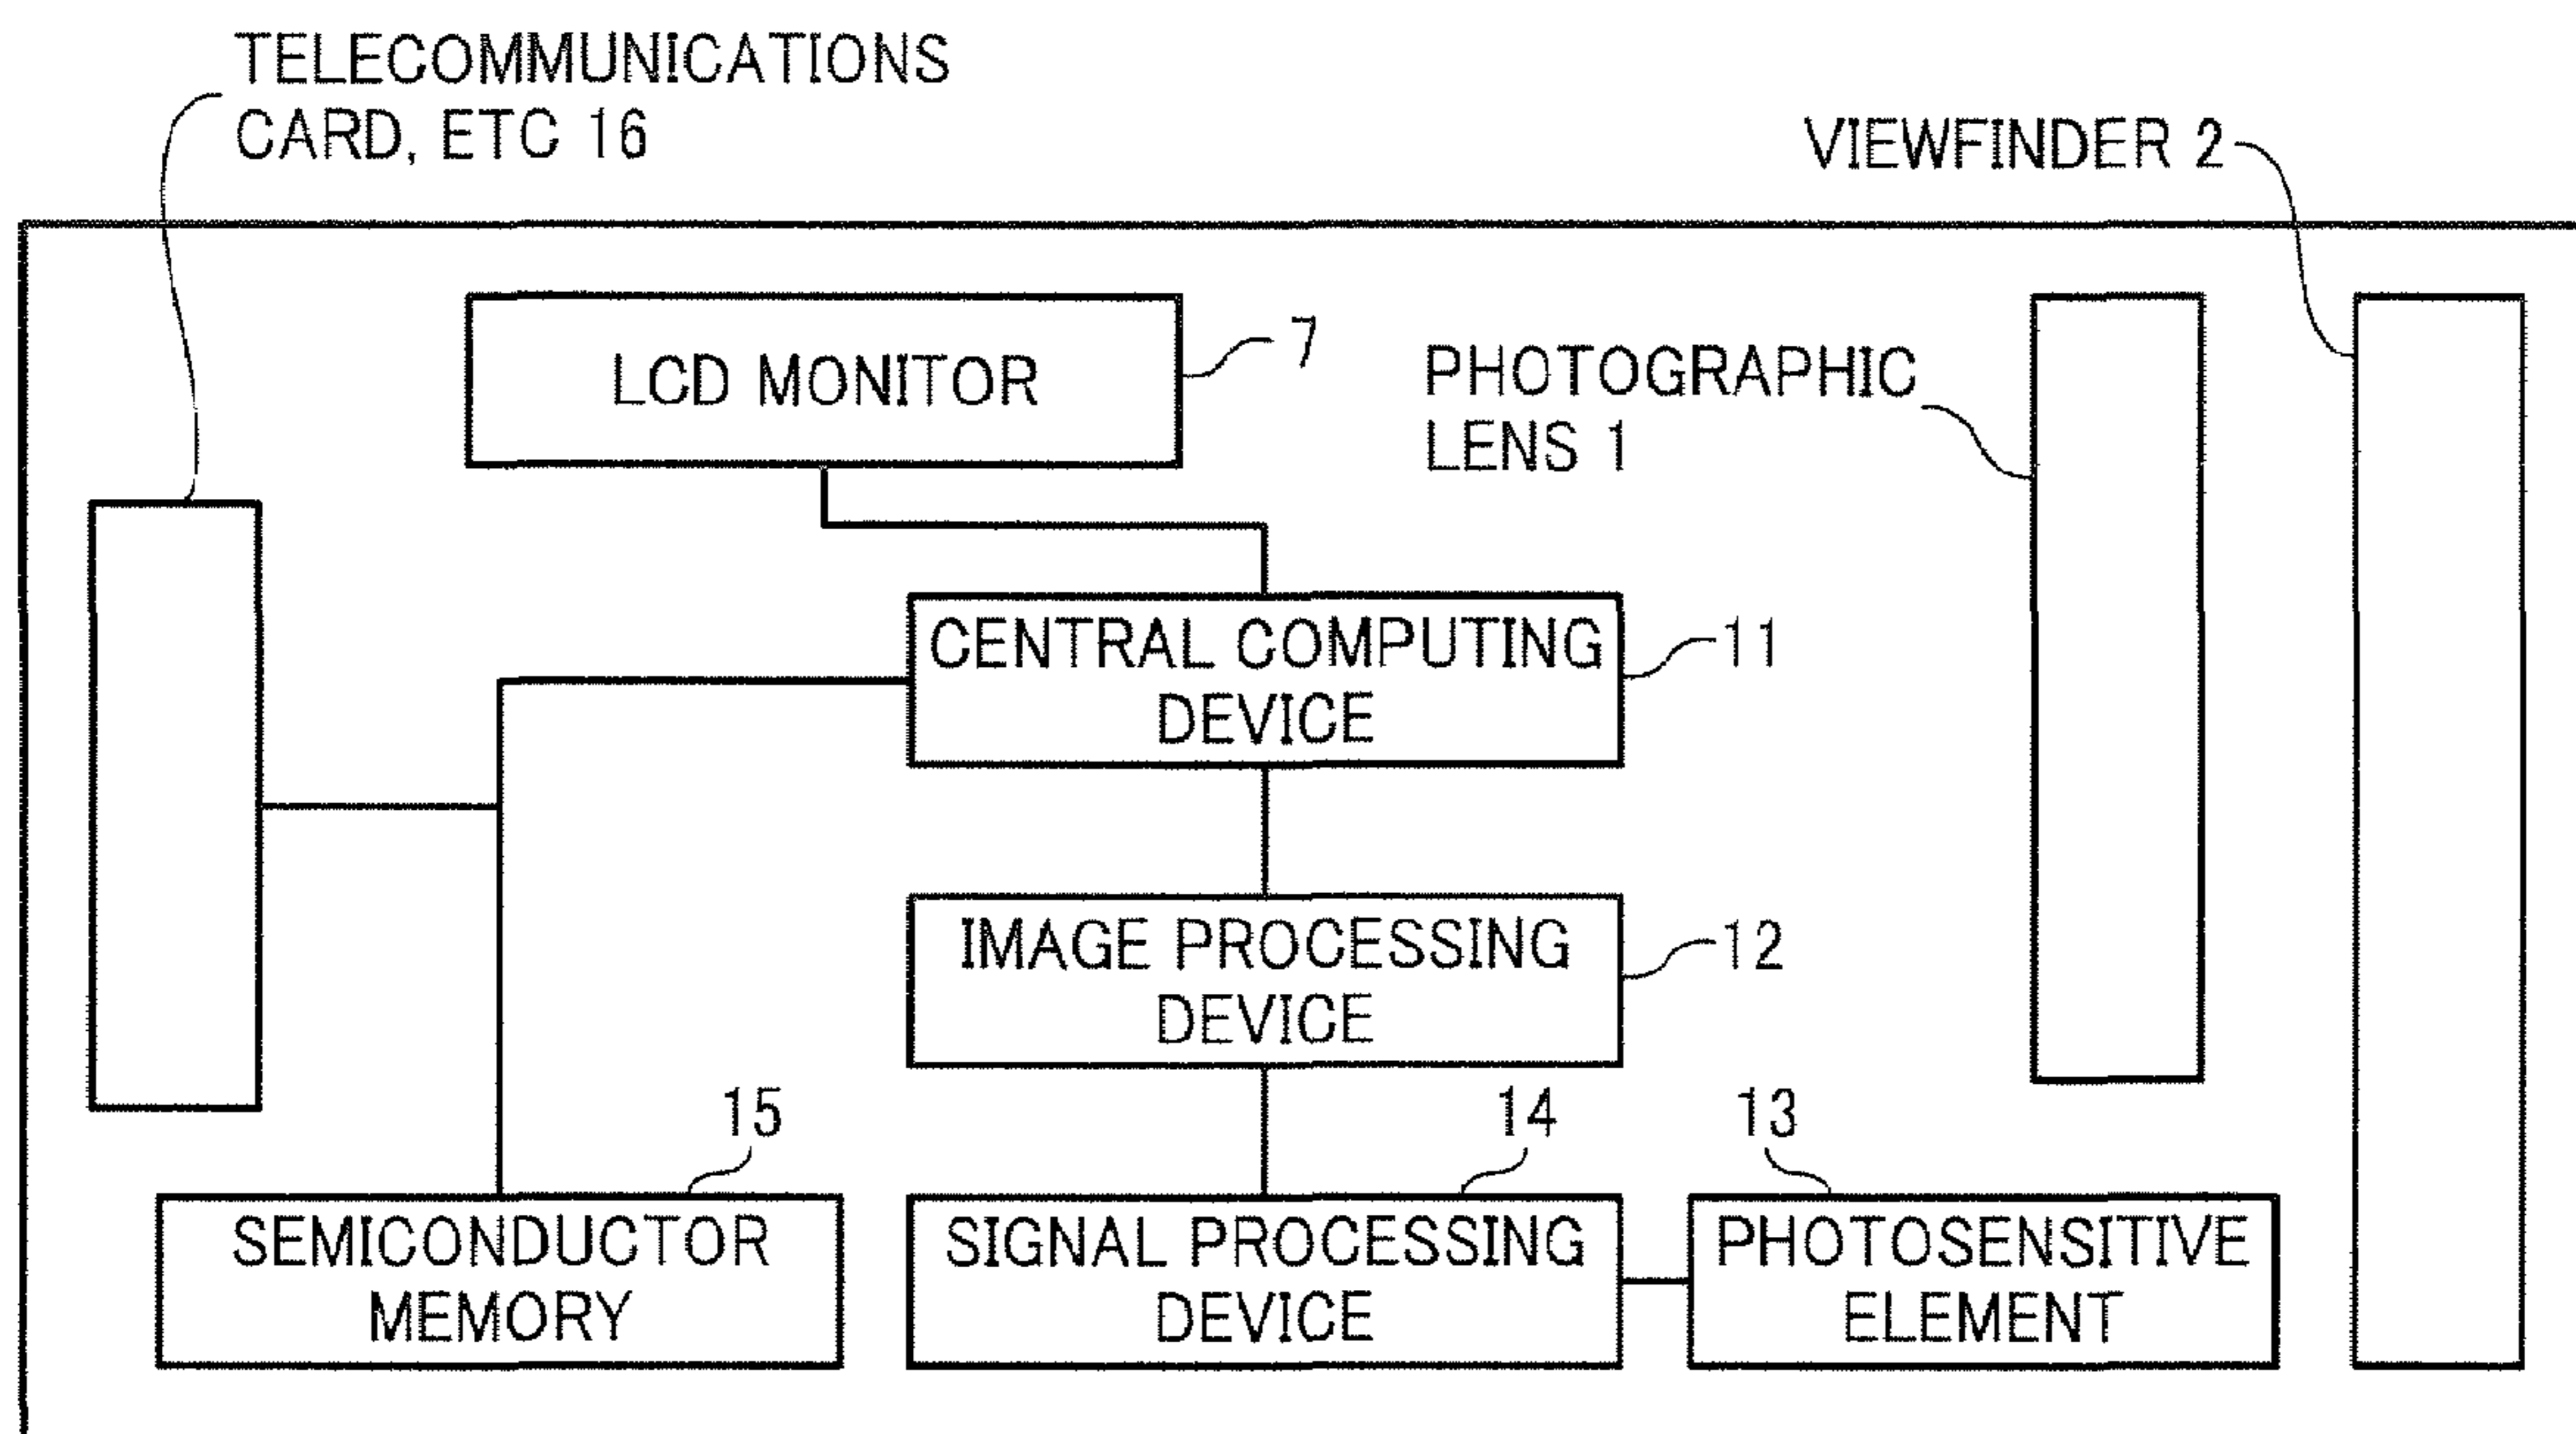 TELECOMMUNICATIONS
CARD, ETC 16
VIEWFINDER 2
LCD MONITOR
7
PHOTOGRAPHIC
LENS 1
CENTRAL COMPUTING
DEVICE
11
IMAGE PROCESSING
DEVICE
12
15
14
13
SEMICONDUCTOR
MEMORY
SIGNAL PROCESSING
DEVICE
PHOTOSENSITIVE
ELEMENT